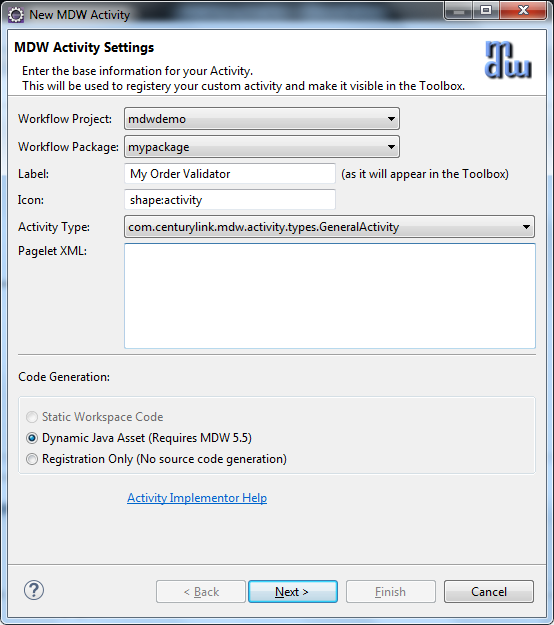 New MDW Activity
MDW Activity Settings
Enter the base information for your Activity.
This will be used to registery your custom activity and make it visible in the Toolbox.
mdw
Workflow Project: mdwdemo
Workflow Package: mypackage
Label: My Order Validator (as it will appear in the Toolbox)
Icon: shape:activity
Activity Type: com.centurylink.mdw.activity.types.GeneralActivity
Pagelet XML:
Code Generation:
Static Workspace Code
Dynamic Java Asset (Requires MDW 5.5)
Registration Only (No source code generation)
Activity Implementor Help
? < Back Next > Finish Cancel